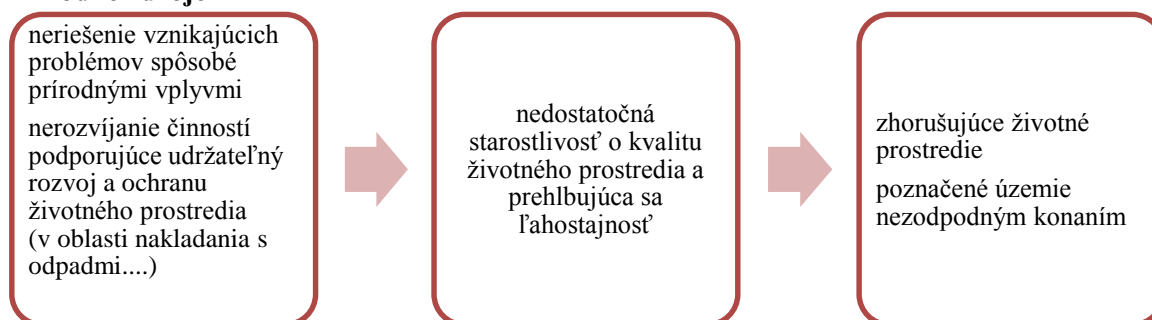 neriešenie vznikajúcich
problémov spôsobé
prírodnými vplyvmi
nerozvíjanie činností
podporujúce udržateľný
rozvoj a ochranu
životného prostredia
(v oblasti nakladania s
odpadmi....)
nedostatočná
starostlivosť o kvalitu
životného prostredia a
prehlbujúca sa
ľahostajnosť
zhorušujúce životné
prostredie
poznačené územie
nezodpodným konaním